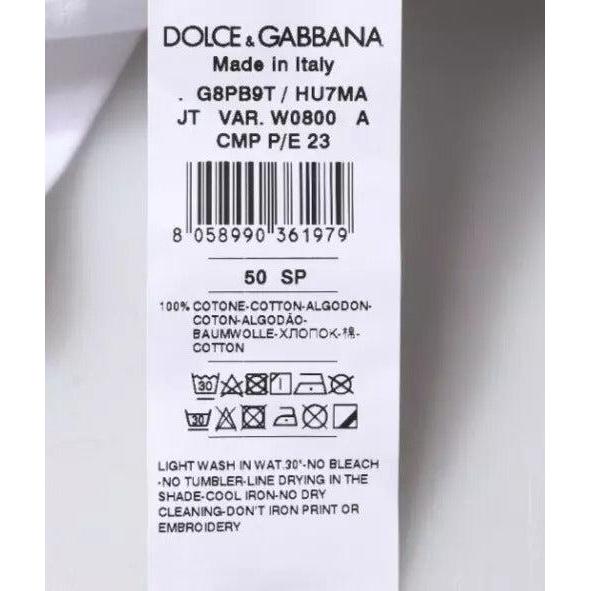 DOLCE & GABBANA
Made in Italy
. G8PB9T / HU7MA
JT VAR. W0800 A
CMP P/E 23
8 058990 361979
50 SP
100% COTONE-COTTON-ALGODON-
COTON-ALGODÃO-
BAUMWOLLE-ХЛОПОК-棉-
COTTON
30
30
LIGHT WASH IN WAT.30°-NO BLEACH
-NO TUMBLER-LINE DRYING IN THE
SHADE-COOL IRON-NO DRY
CLEANING-DON'T IRON PRINT OR
EMBROIDERY